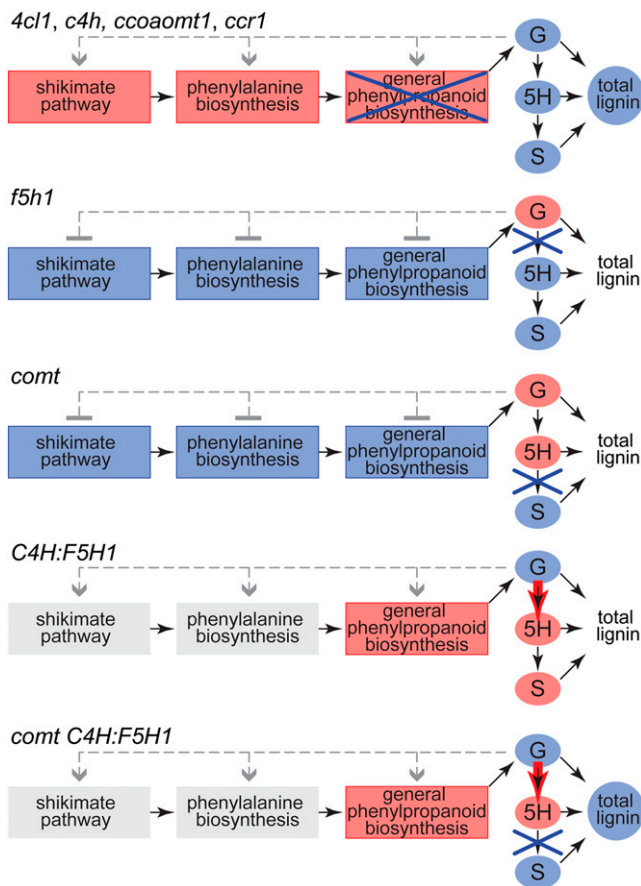 4cl1, c4h, ccoaomt1, ccr1
G
shikimate
pathway
phenylalanine
biosynthesis
general
phenylpropanoid
biosynthesis
5H
total
lignin
S
f5h1
G
shikimate
pathway
phenylalanine
biosynthesis
general
phenylpropanoid
biosynthesis
5H
total
lignin
S
comt
G
shikimate
pathway
phenylalanine
biosynthesis
general
phenylpropanoid
biosynthesis
5H
total
lignin
S
C4H:F5H1
G
shikimate
pathway
phenylalanine
biosynthesis
general
phenylpropanoid
biosynthesis
5H
total
lignin
S
comt C4H:F5H1
G
shikimate
pathway
phenylalanine
biosynthesis
general
phenylpropanoid
biosynthesis
5H
total
lignin
S